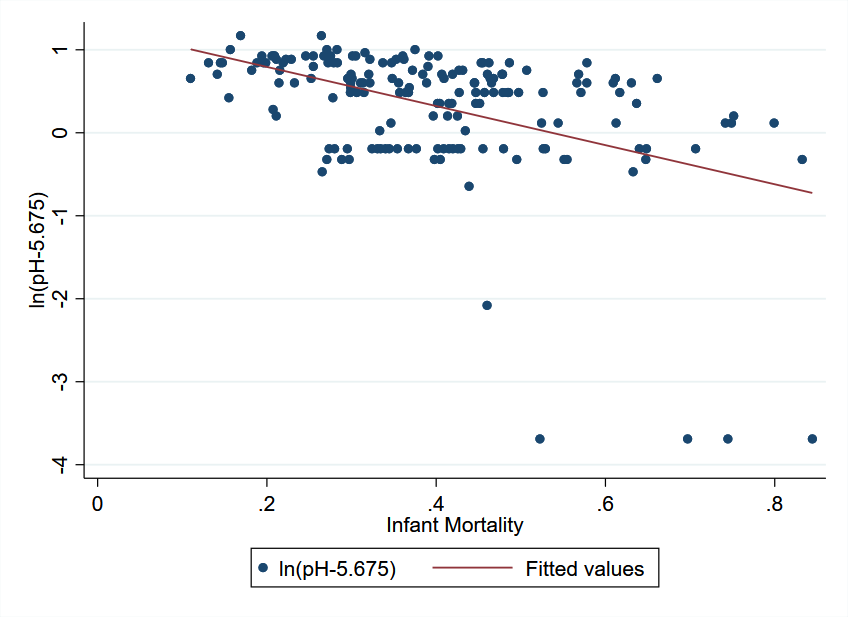 1
0
-1
-2
-3
-4
ln(pH-5.675)
0 .2 .4 .6 .8
Infant Mortality
ln(pH-5.675) Fitted values